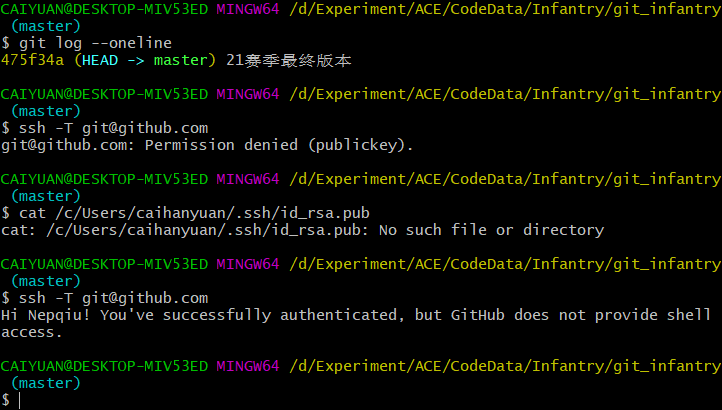 CAIYUAN@DESKTOP-MIV53ED MINGW64 /d/Experiment/ACE/CodeData/Infantry/git_infantry
(master)
$ git log --oneline
475f34a (HEAD -> master) 21赛季最终版本
CAIYUAN@DESKTOP-MIV53ED MINGW64 /d/Experiment/ACE/CodeData/Infantry/git_infantry
(master)
$ ssh -T git@github.com
git@github.com: Permission denied (publickey).
CAIYUAN@DESKTOP-MIV53ED MINGW64 /d/Experiment/ACE/CodeData/Infantry/git_infantry
(master)
$ cat /c/Users/caihanyuan/.ssh/id_rsa.pub
cat: /c/Users/caihanyuan/.ssh/id_rsa.pub: No such file or directory
CAIYUAN@DESKTOP-MIV53ED MINGW64 /d/Experiment/ACE/CodeData/Infantry/git_infantry
(master)
$ ssh -T git@github.com
Hi Nepqiu! You've successfully authenticated, but GitHub does not provide shell
access.
CAIYUAN@DESKTOP-MIV53ED MINGW64 /d/Experiment/ACE/CodeData/Infantry/git_infantry
(master)
$